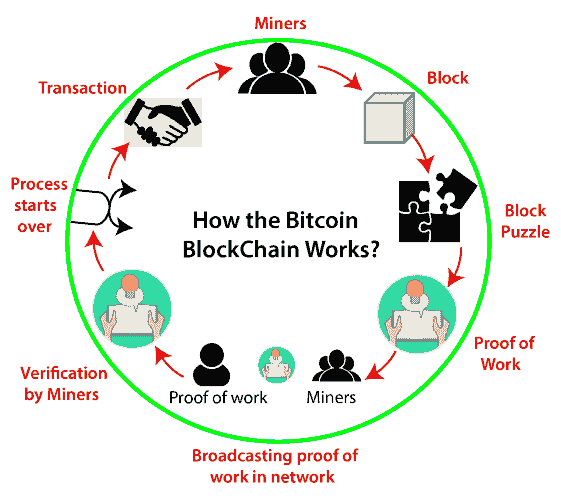 Miners
Transaction
Block
Process
starts
over
How the Bitcoin
BlockChain Works?
Block
Puzzle
Proof of
Work
Verification
by Miners
Proof of work
Miners
Broadcasting proof of
work in network